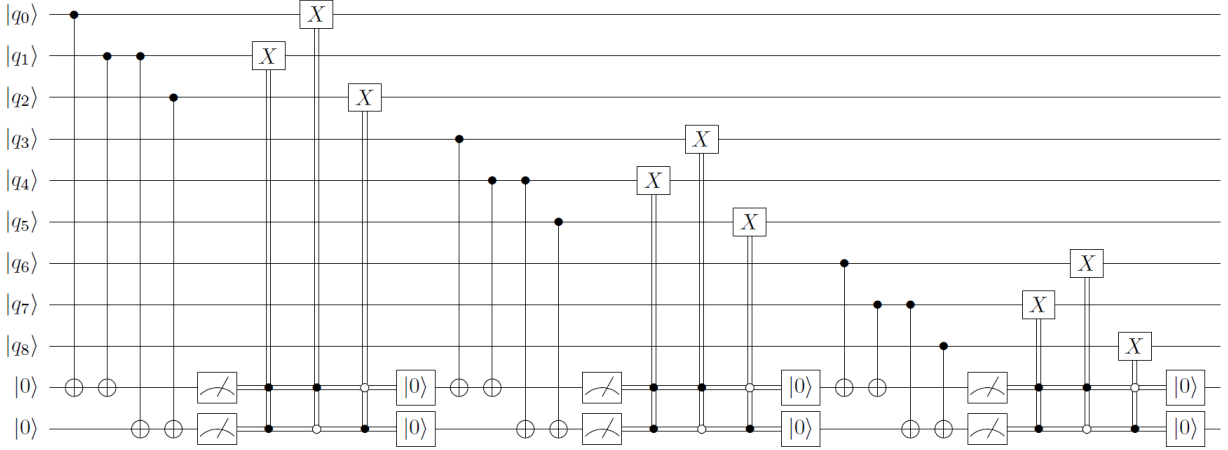 |q₀⟩ X
|q₁⟩ X
|q₂⟩ X
|q₃⟩ X
|q₄⟩ X
|q₅⟩ X
|q₆⟩ X
|q₇⟩ X
|q₈⟩ X
|0⟩ |0⟩ |0⟩ |0⟩
|0⟩ |0⟩ |0⟩ |0⟩